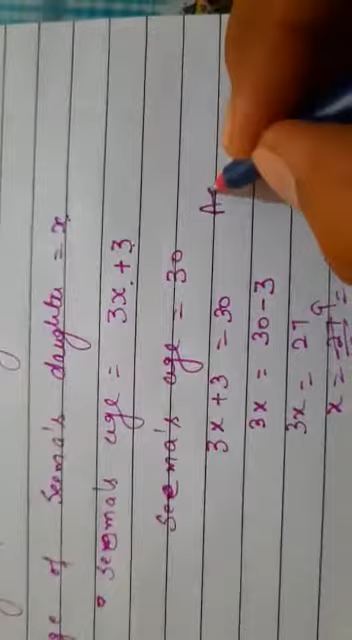 ge of Seema's daughter = x
• Seema's age = 3x + 3
Seema's age = 30
3x + 3 = 30
3x = 30 - 3
3x = 27